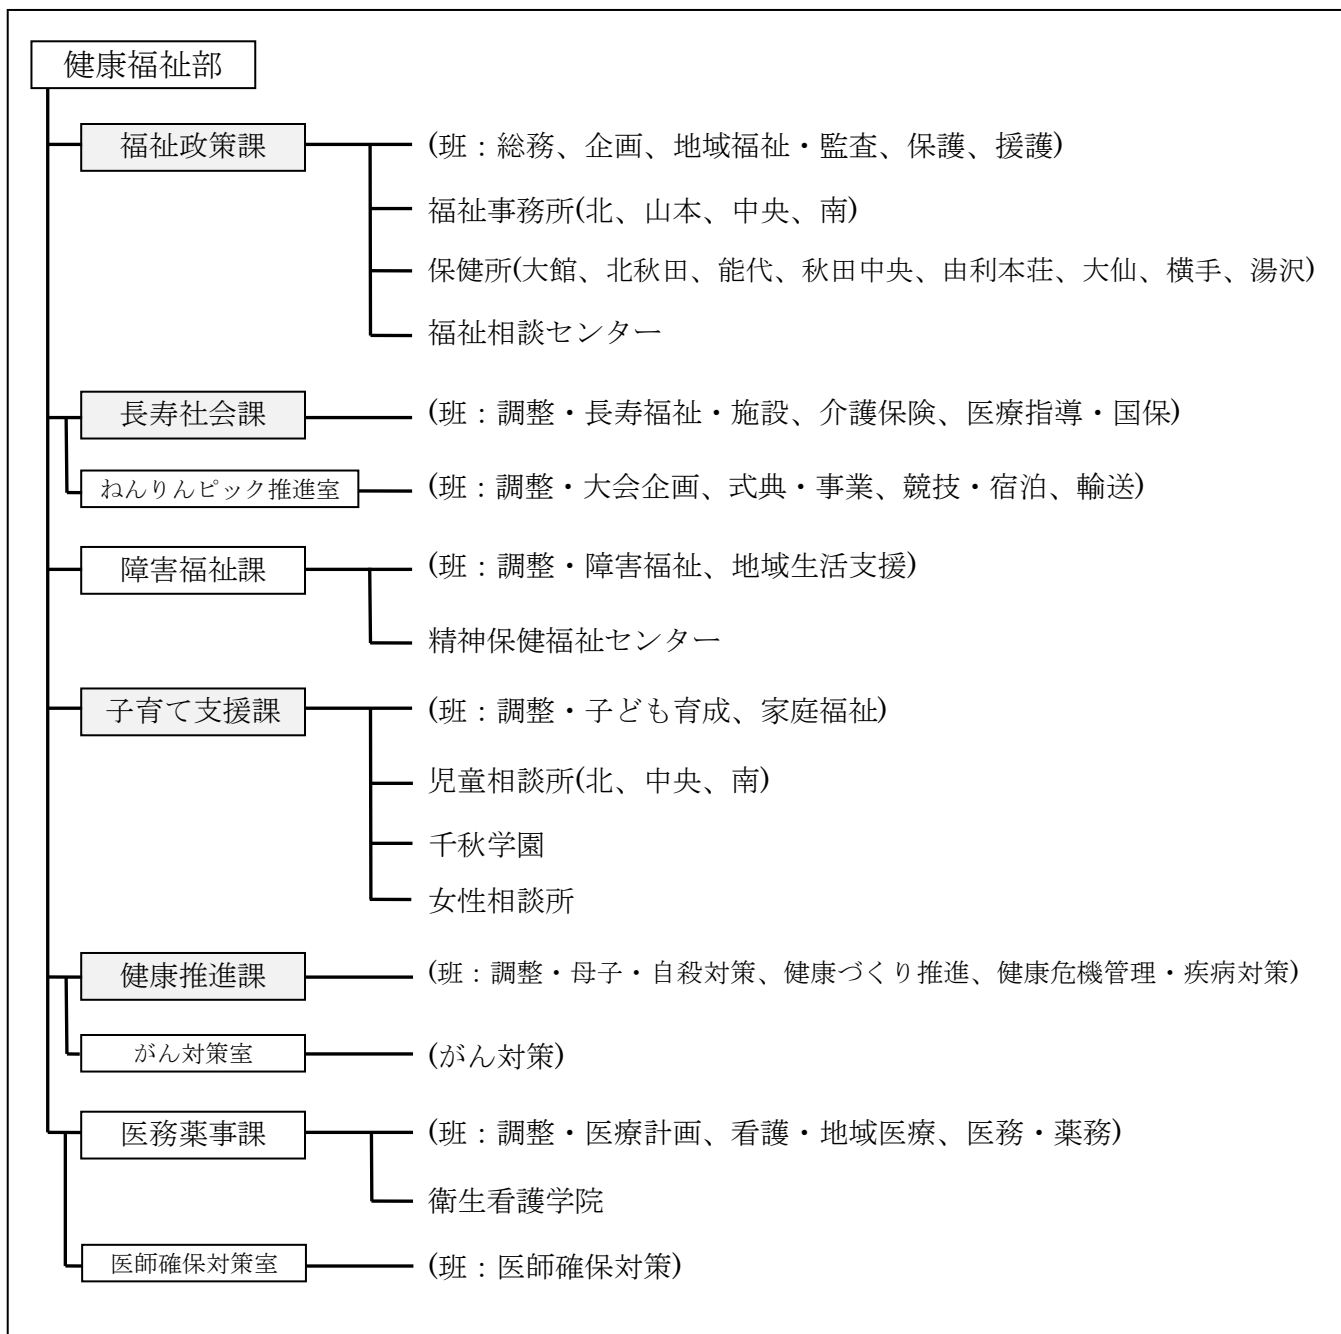 健康福祉部
福祉政策課 (班：総務、企画、地域福祉・監査、保護、援護)
福祉事務所(北、山本、中央、南)
保健所(大館、北秋田、能代、秋田中央、由利本荘、大仙、横手、湯沢)
福祉相談センター
長寿社会課 (班：調整・長寿福祉・施設、介護保険、医療指導・国保)
ねんりんピック推進室 (班：調整・大会企画、式典・事業、競技・宿泊、輸送)
障害福祉課 (班：調整・障害福祉、地域生活支援)
精神保健福祉センター
子育て支援課 (班：調整・子ども育成、家庭福祉)
児童相談所(北、中央、南)
千秋学園
女性相談所
健康推進課 (班：調整・母子・自殺対策、健康づくり推進、健康危機管理・疾病対策)
がん対策室 (がん対策)
医務薬事課 (班：調整・医療計画、看護・地域医療、医務・薬務)
衛生看護学院
医師確保対策室 (班：医師確保対策)